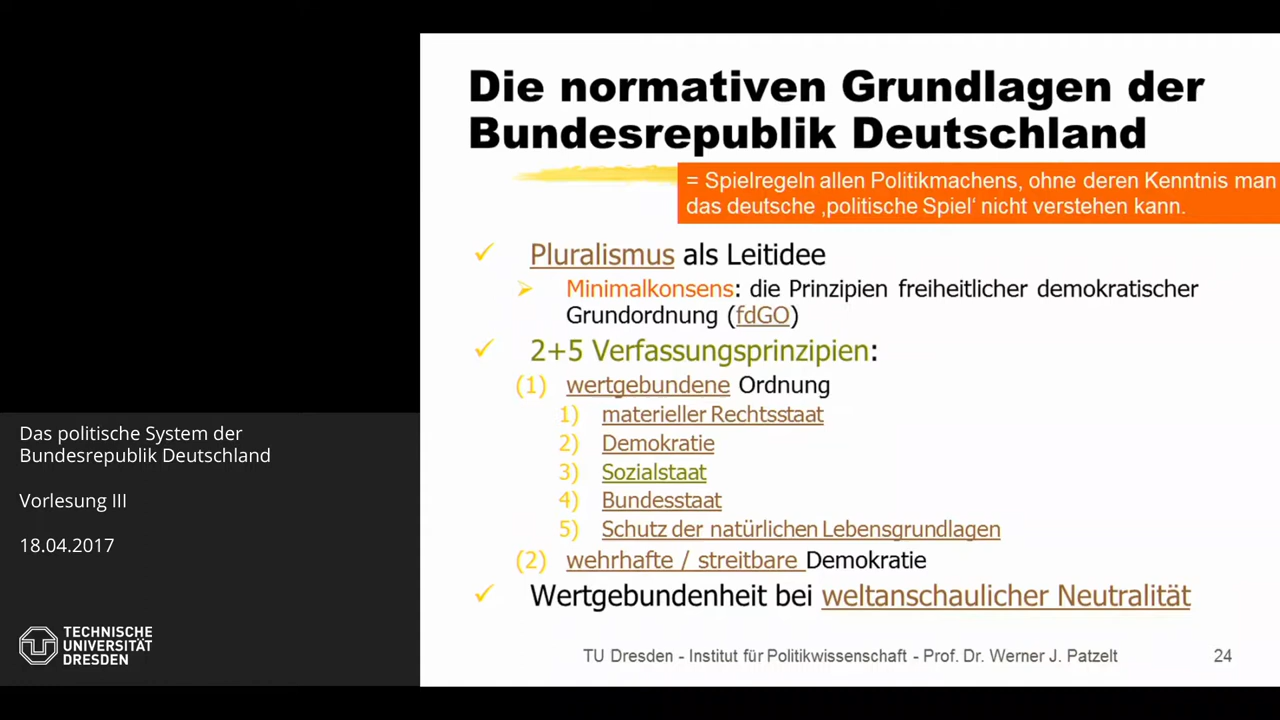 Die normativen Grundlagen der
Bundesrepublik Deutschland
= Spielregeln allen Politikmachens, ohne deren Kenntnis man
das deutsche ‚politische Spiel‘ nicht verstehen kann.
Pluralismus als Leitidee
Minimalkonsens: die Prinzipien freiheitlicher demokratischer
Grundordnung (fdGO)
2+5 Verfassungsprinzipien:
(1) wertgebundene Ordnung
1) materieller Rechtsstaat
2) Demokratie
3) Sozialstaat
4) Bundesstaat
5) Schutz der natürlichen Lebensgrundlagen
(2) wehrhafte / streitbare Demokratie
Wertgebundenheit bei weltanschaulicher Neutralität
TU Dresden - Institut für Politikwissenschaft - Prof. Dr. Werner J. Patzelt 24
Das politische System der
Bundesrepublik Deutschland
Vorlesung III
18.04.2017
TECHNISCHE
UNIVERSITÄT
DRESDEN